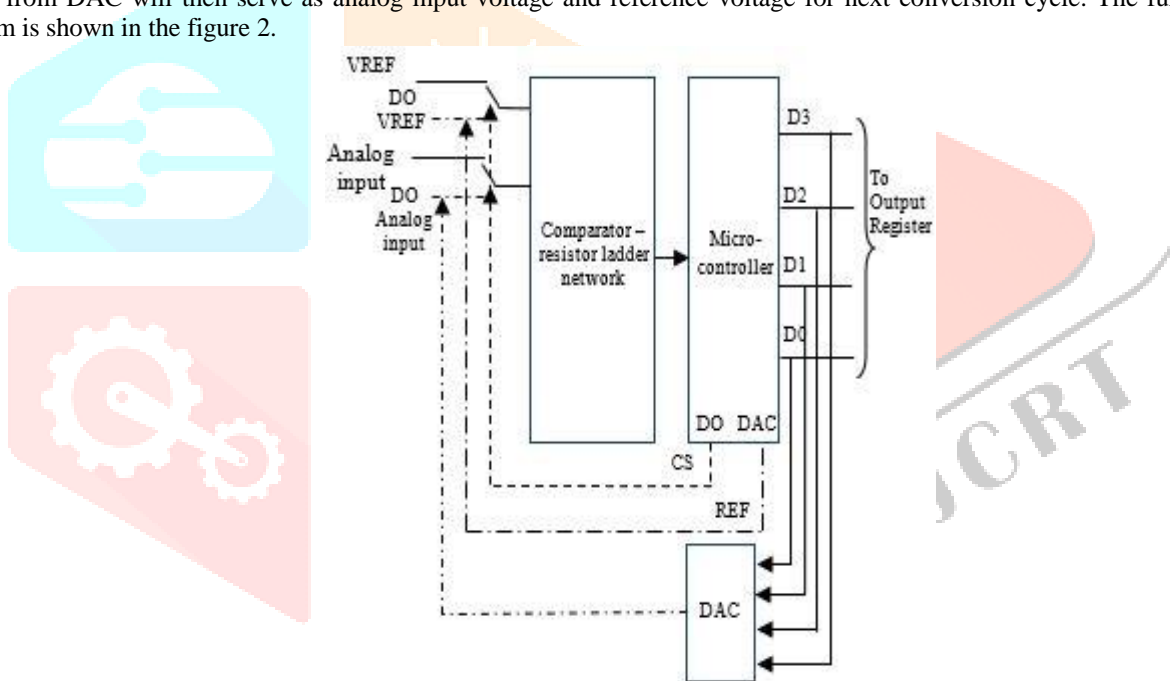 from DAC will then serve as analog input voltage and reference voltage for next conversion cycle. The
m is shown in the figure 2.
VREF
DO
VREF
Analog
input
DO
Analog
input
Comparator –
resistor ladder
network
Micro-
controller
D3
D2
D1
D0
To
Output
Register
DO DAC
CS
REF
DAC
IJCRT